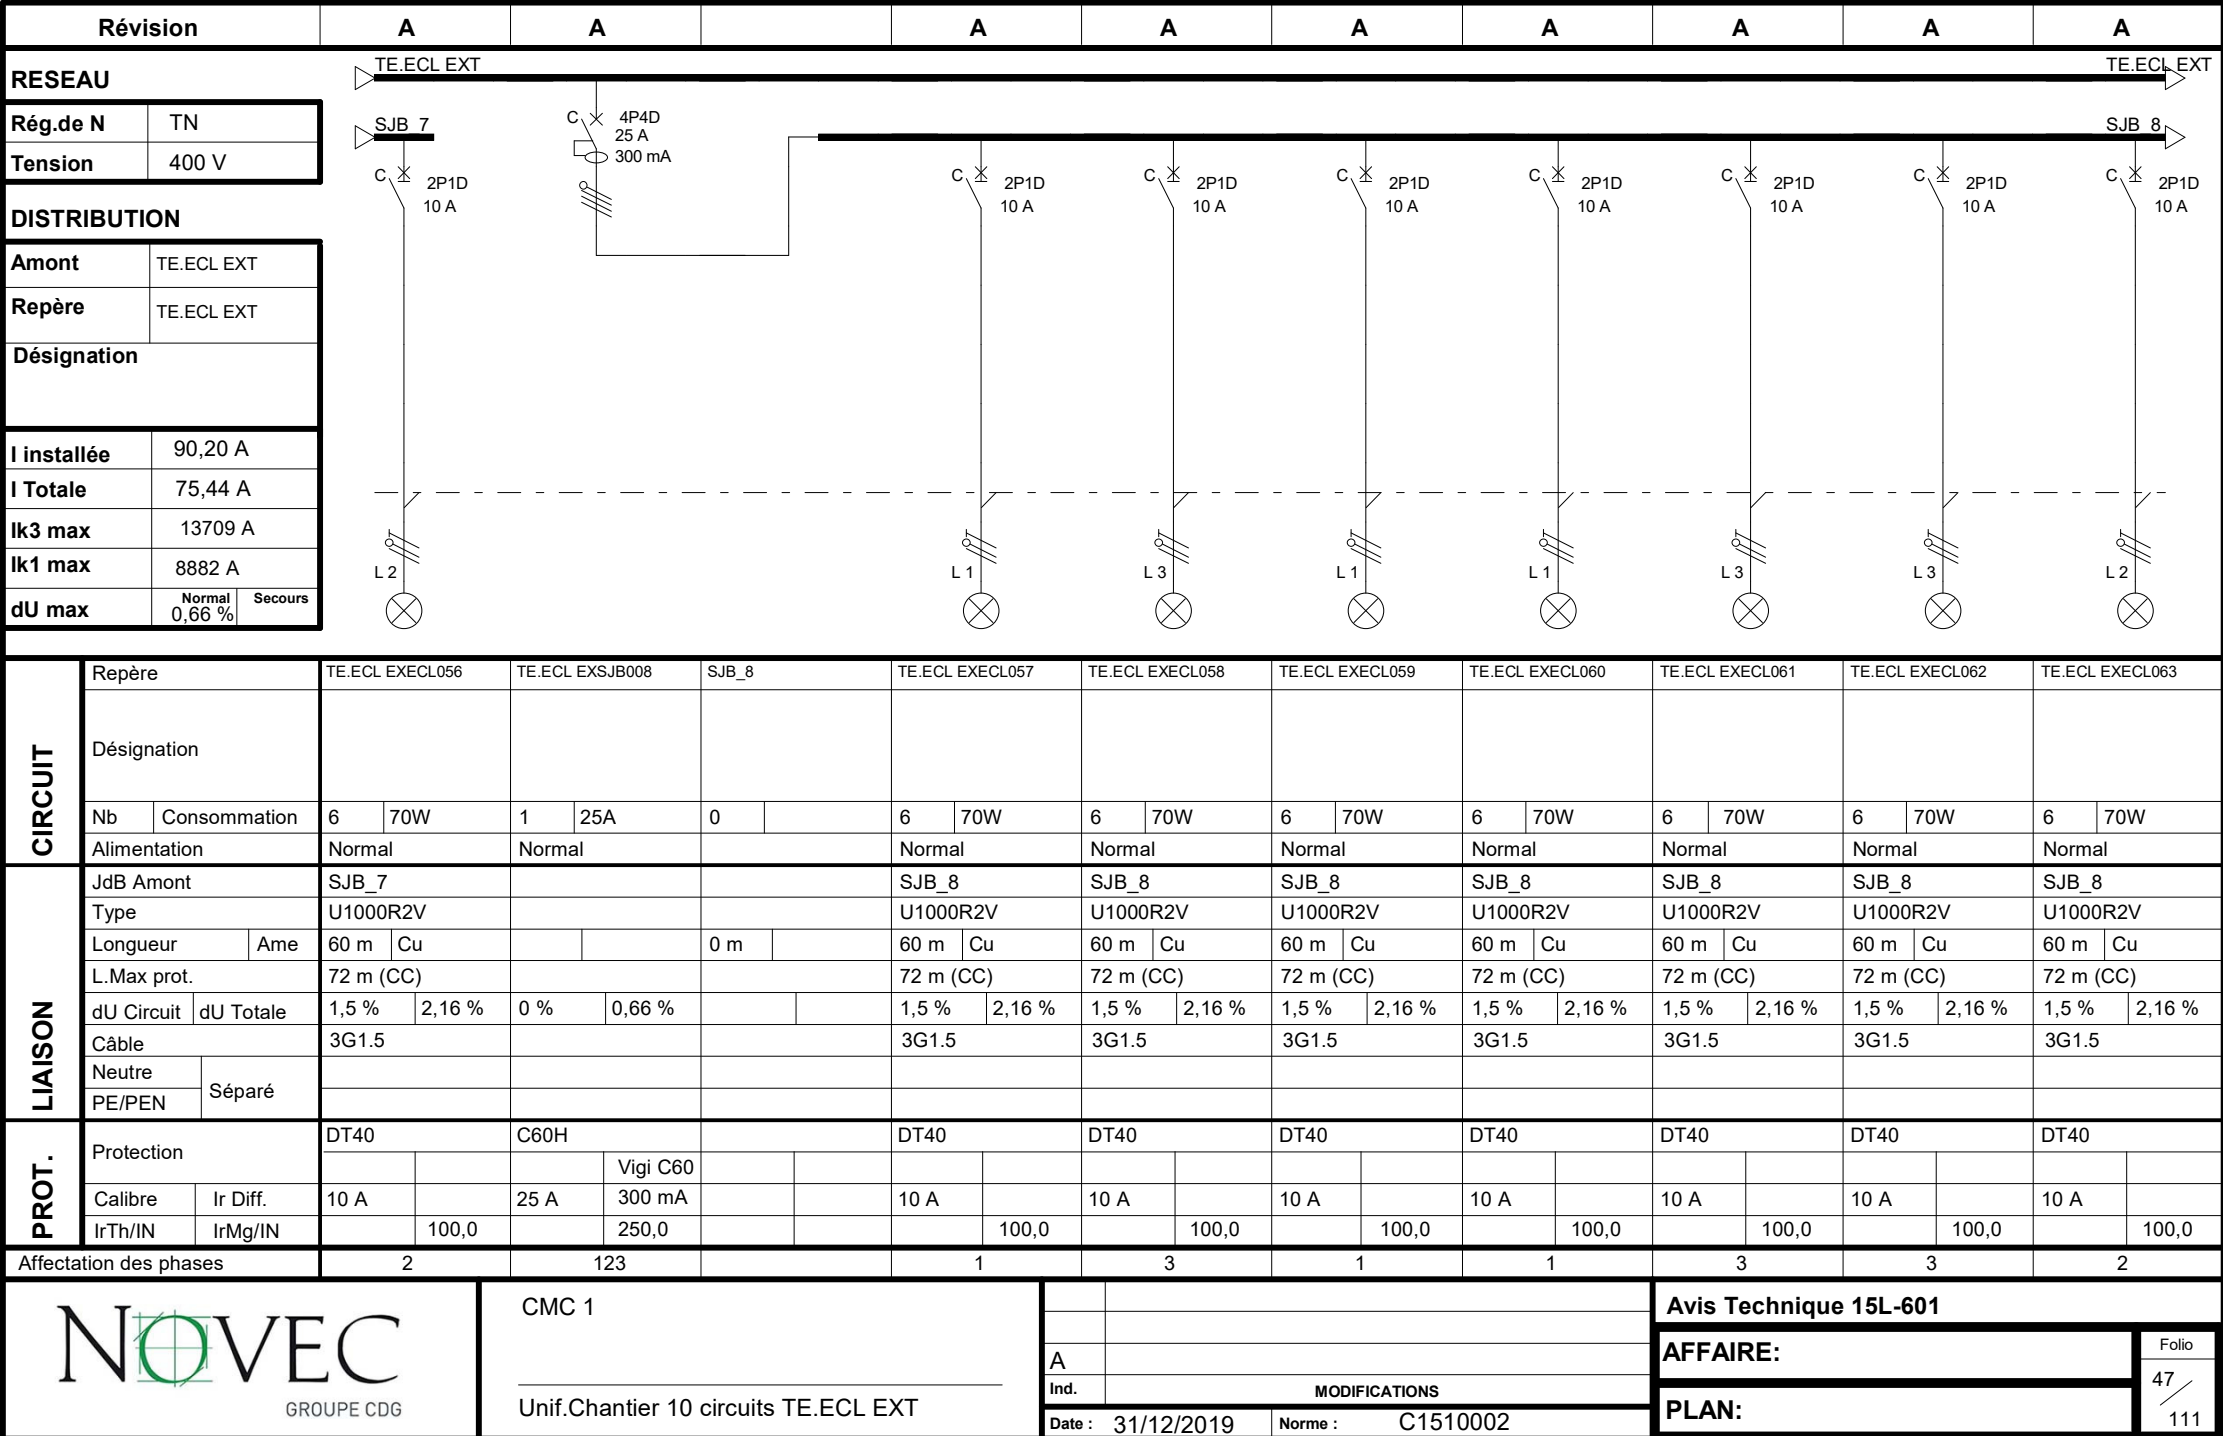 Révision A A A A A A A A A
RESEAU
Rég.de N TN
Tension 400 V
DISTRIBUTION
Amont TE.ECL EXT
Repère TE.ECL EXT
Désignation
I installée 90,20 A
I Totale 75,44 A
Ik3 max 13709 A
Ik1 max 8882 A
dU max Normal 0,66 % Secours
TE.ECL EXT TE.ECL EXT
SJB_7 SJB_8
C 4P4D
25 A
300 mA
C 2P1D C 2P1D C 2P1D C 2P1D C 2P1D C 2P1D C 2P1D C 2P1D
10 A 10 A 10 A 10 A 10 A 10 A 10 A 10 A
L 2 L 1 L 3 L 1 L 1 L 3 L 3 L 2
CIRCUIT
Repère TE.ECL EXECL056 TE.ECL EXSJB008 SJB_8 TE.ECL EXECL057 TE.ECL EXECL058 TE.ECL EXECL059 TE.ECL EXECL060 TE.ECL EXECL061 TE.ECL EXECL062 TE.ECL EXECL063
Désignation
Nb Consommation 6 70W 1 25A 0 6 70W 6 70W 6 70W 6 70W 6 70W 6 70W 6 70W
Alimentation Normal Normal Normal Normal Normal Normal Normal Normal Normal
LIAISON
JdB Amont SJB_7 SJB_8 SJB_8 SJB_8 SJB_8 SJB_8 SJB_8 SJB_8
Type U1000R2V U1000R2V U1000R2V U1000R2V U1000R2V U1000R2V U1000R2V U1000R2V
Longueur Ame 60 m Cu 0 m 60 m Cu 60 m Cu 60 m Cu 60 m Cu 60 m Cu 60 m Cu 60 m Cu
L.Max prot. 72 m (CC) 72 m (CC) 72 m (CC) 72 m (CC) 72 m (CC) 72 m (CC) 72 m (CC) 72 m (CC)
dU Circuit dU Totale 1,5 % 2,16 % 0 % 0,66 % 1,5 % 2,16 % 1,5 % 2,16 % 1,5 % 2,16 % 1,5 % 2,16 % 1,5 % 2,16 % 1,5 % 2,16 % 1,5 % 2,16 %
Câble 3G1.5 3G1.5 3G1.5 3G1.5 3G1.5 3G1.5 3G1.5 3G1.5
Neutre
Séparé
PE/PEN
PROT.
Protection DT40 C60H DT40 DT40 DT40 DT40 DT40 DT40 DT40
Vigi C60
Calibre Ir Diff. 10 A 25 A 300 mA 10 A 10 A 10 A 10 A 10 A 10 A 10 A
IrTh/IN IrMg/IN 100,0 250,0 100,0 100,0 100,0 100,0 100,0 100,0 100,0
Affectation des phases 2 123 1 3 1 1 3 3 2
NOVEC
GROUPE CDG
CMC 1
Unif.Chantier 10 circuits TE.ECL EXT
A
Ind. MODIFICATIONS
Date : 31/12/2019 Norme : C1510002
Avis Technique 15L-601
AFFAIRE:
PLAN:
Folio
47
111